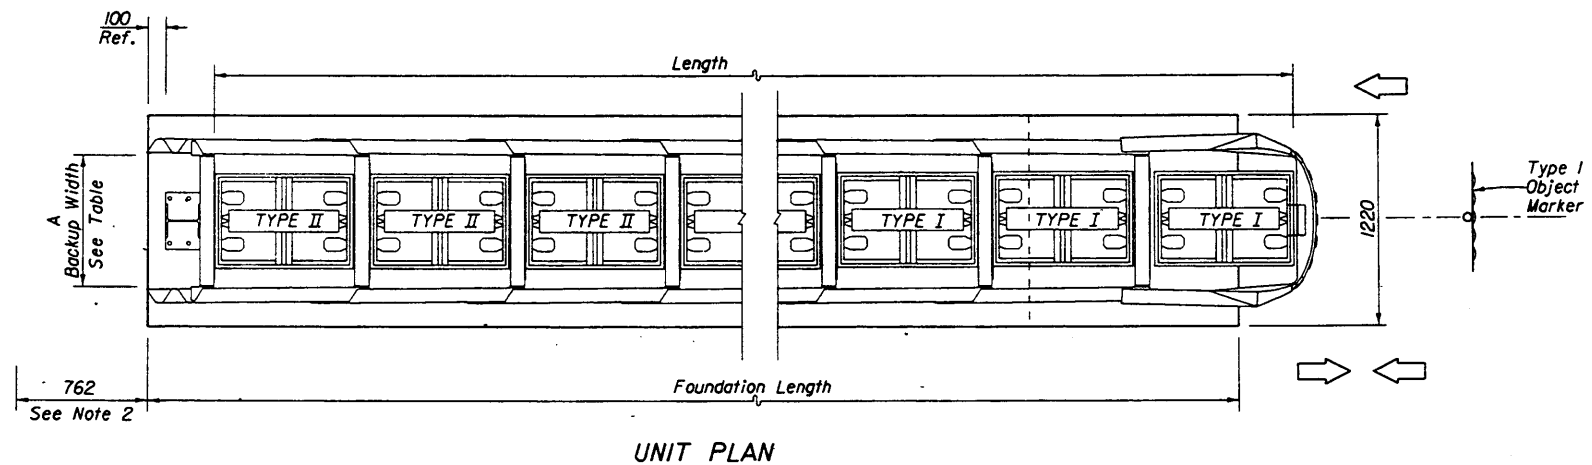 100
Ref.
Length
A
Backup Width
See Table
TYPE II
TYPE II
TYPE II
TYPE I
TYPE I
TYPE I
1220
Type 1
Object
Marker
762
See Note 2
Foundation Length
UNIT PLAN